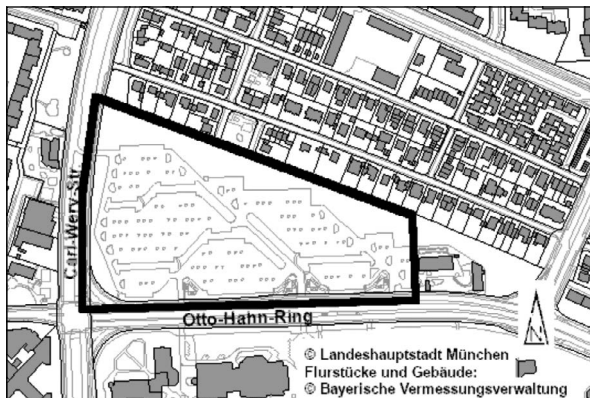 Carl-Wery-Str.
Otto-Hahn-Ring
N
© Landeshauptstadt München
Flurstücke und Gebäude:
© Bayerische Vermessungsverwaltung